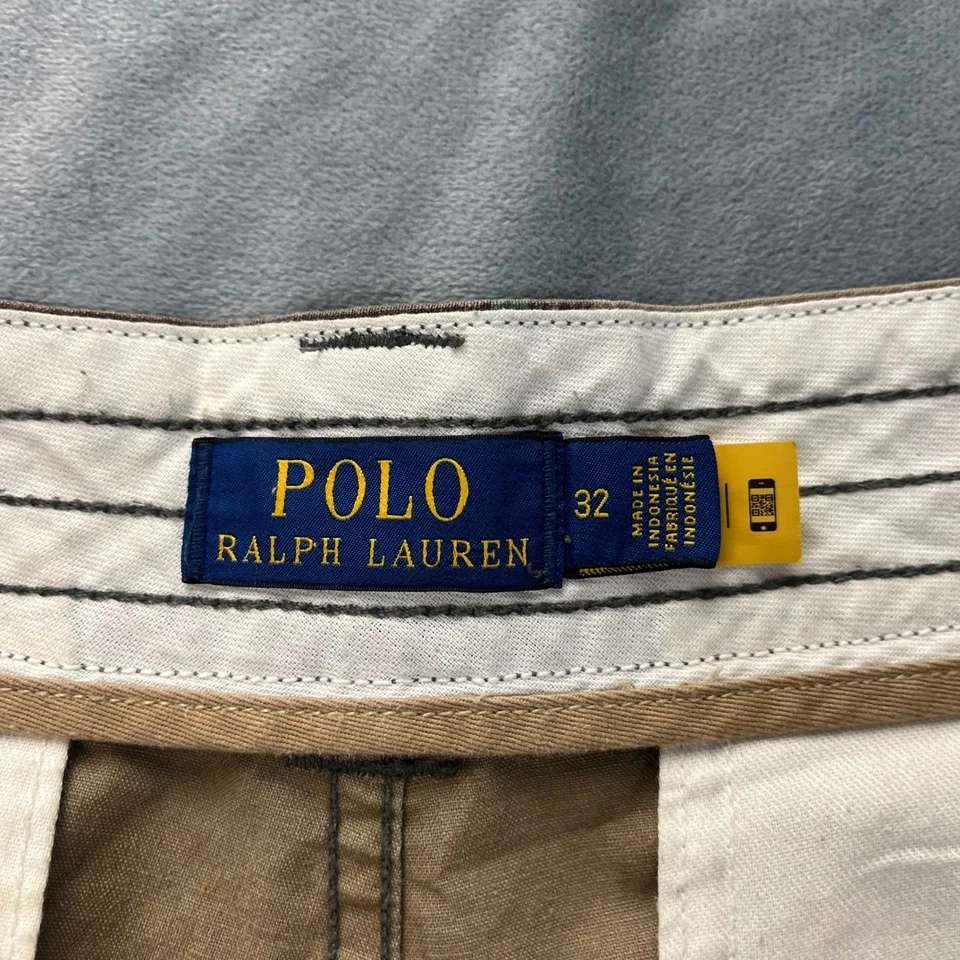 POLO
RALPH LAUREN
32
MADE IN
INDONESIA
FABRIQUÉ EN
INDONÉSIE